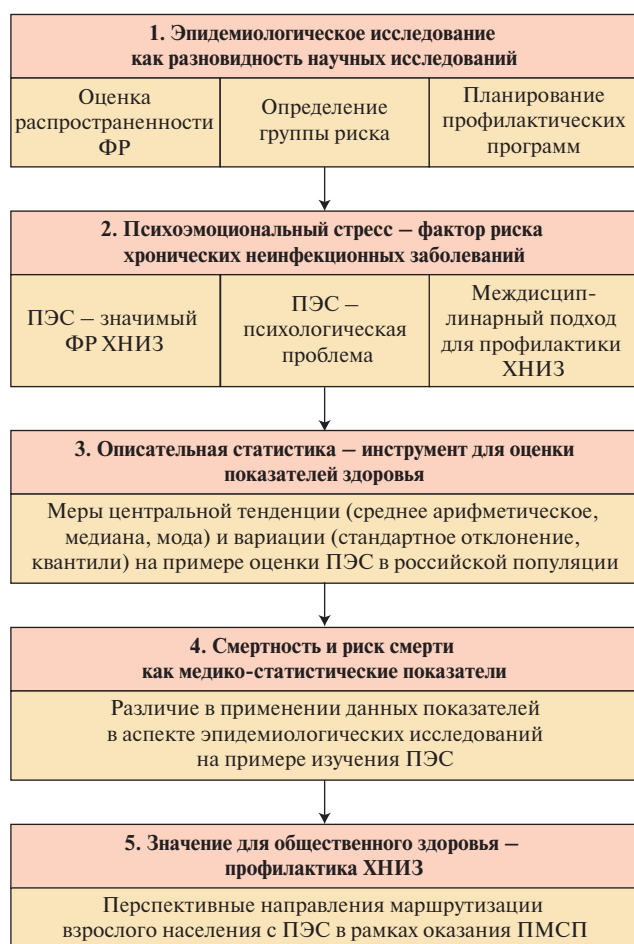 1. Эпидемиологическое исследование
как разновидность научных исследований
Оценка
распространенности
ФР
Определение
группы риска
Планирование
профилактических
программ
2. Психоэмоциональный стресс – фактор риска
хронических неинфекционных заболеваний
ПЭС – значимый
ФР ХНИЗ
ПЭС –
психологическая
проблема
Междисцип-
линарный подход
для профилактики
ХНИЗ
3. Описательная статистика – инструмент для оценки
показателей здоровья
Меры центральной тенденции (среднее арифметическое,
медиана, мода) и вариации (стандартное отклонение,
квантили) на примере оценки ПЭС в российской популяции
4. Смертность и риск смерти
как медико-статистические показатели
Различие в применении данных показателей
в аспекте эпидемиологических исследований
на примере изучения ПЭС
5. Значение для общественного здоровья –
профилактика ХНИЗ
Перспективные направления маршрутизации
взрослого населения с ПЭС в рамках оказания ПМСП